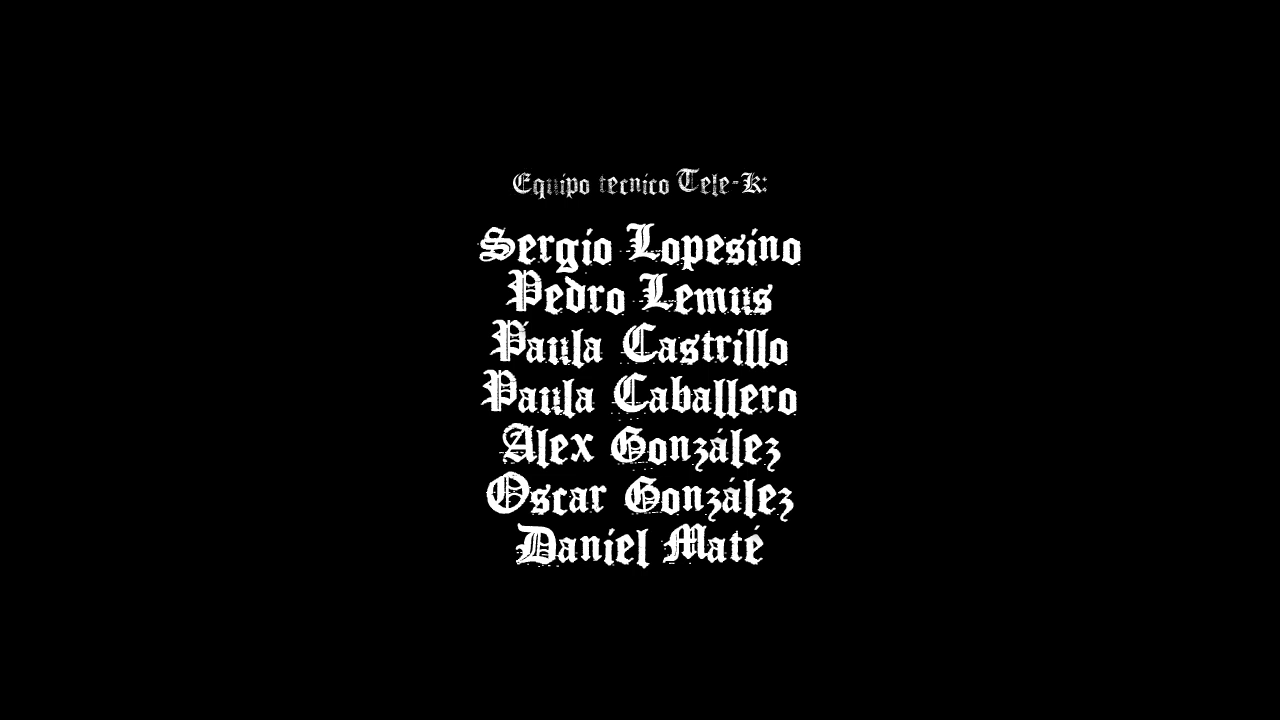 Equipo tecnico Tele-K:
Sergio Lopesino
Pedro Lemus
Paula Castrillo
Paula Caballero
Alex González
Oscar González
Daniel Maté